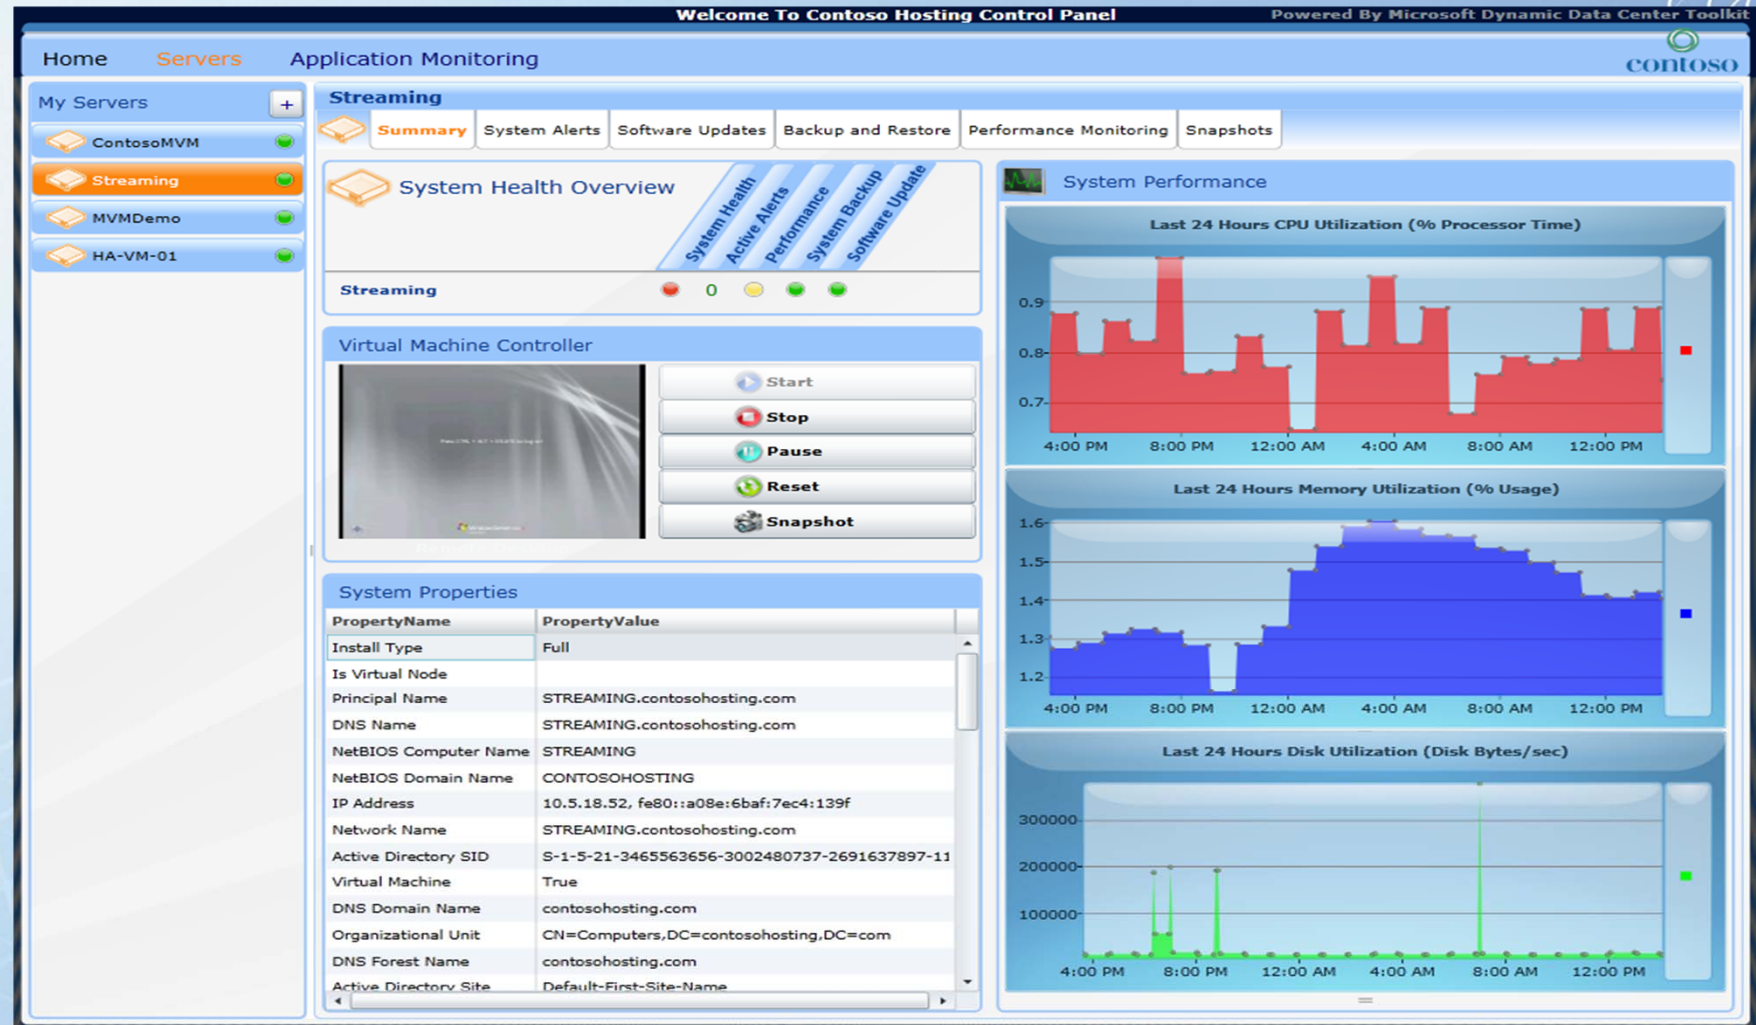 Welcome To Contoso Hosting Control Panel
Powered By Microsoft Dynamic Data Center Toolkit
Home Servers Application Monitoring
contoso
My Servers +
ContosoMVM
Streaming
MVMDemo
HA-VM-01
Streaming
Summary System Alerts Software Updates Backup and Restore Performance Monitoring Snapshots
System Health Overview
System Health
Active Alerts
Performance
System Backup
Software Update
Streaming 0
Virtual Machine Controller
Start
Stop
Pause
Reset
Snapshot
System Properties
PropertyName PropertyValue
Install Type Full
Is Virtual Node
Principal Name STREAMING.contosohosting.com
DNS Name STREAMING.contosohosting.com
NetBIOS Computer Name STREAMING
NetBIOS Domain Name CONTOSOHOSTING
IP Address 10.5.18.52, fe80::a08e:6baf:7ec4:139f
Network Name STREAMING.contosohosting.com
Active Directory SID S-1-5-21-3465563656-3002480737-2691637897-11
Virtual Machine True
DNS Domain Name contosohosting.com
Organizational Unit CN=Computers,DC=contosohosting,DC=com
DNS Forest Name contosohosting.com
Active Directory Site Default-First-Site-Name
System Performance
Last 24 Hours CPU Utilization (% Processor Time)
0.9
0.8
0.7
4:00 PM 8:00 PM 12:00 AM 4:00 AM 8:00 AM 12:00 PM
Last 24 Hours Memory Utilization (% Usage)
1.6
1.5
1.4
1.3
1.2
4:00 PM 8:00 PM 12:00 AM 4:00 AM 8:00 AM 12:00 PM
Last 24 Hours Disk Utilization (Disk Bytes/sec)
300000
200000
100000
4:00 PM 8:00 PM 12:00 AM 4:00 AM 8:00 AM 12:00 PM